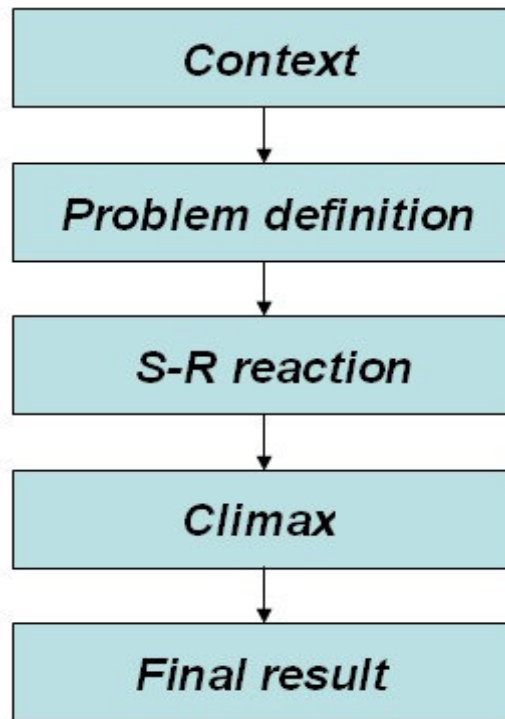 Context
Problem definition
S-R reaction
Climax
Final result